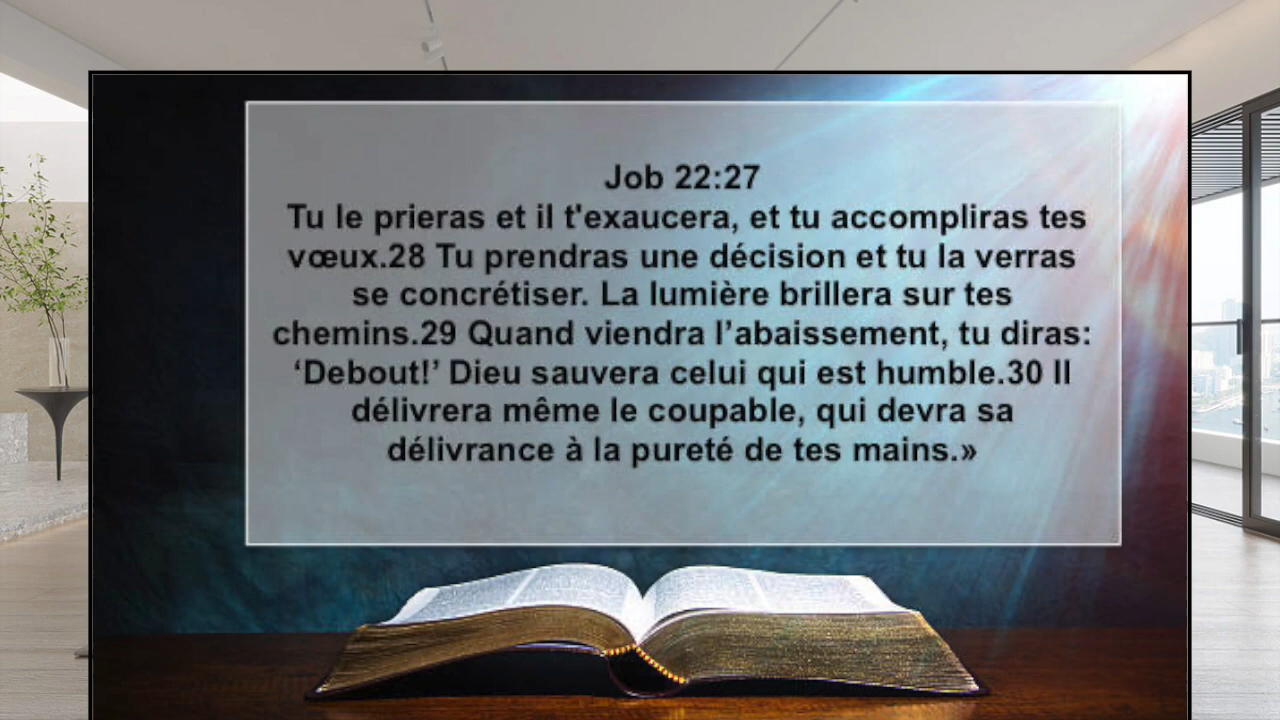 Job 22:27
Tu le prieras et il t'exaucera, et tu accompliras tes
vœux.28 Tu prendras une décision et tu la verras
se concrétiser. La lumière brillera sur tes
chemins.29 Quand viendra l’abaissement, tu diras:
‘Debout!’ Dieu sauvera celui qui est humble.30 Il
délivrera même le coupable, qui devra sa
délivrance à la pureté de tes mains.»